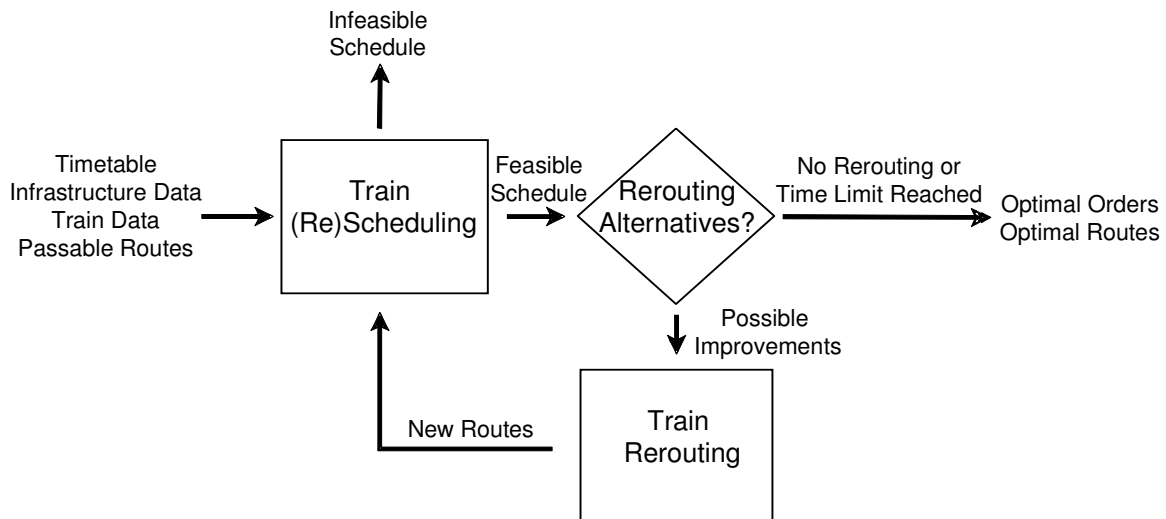 Infeasible
Schedule
Timetable
Infrastructure Data
Train Data
Passable Routes
Train
(Re)Scheduling
Feasible
Schedule
Rerouting
Alternatives?
No Rerouting or
Time Limit Reached
Optimal Orders
Optimal Routes
Possible
Improvements
New Routes
Train
Rerouting